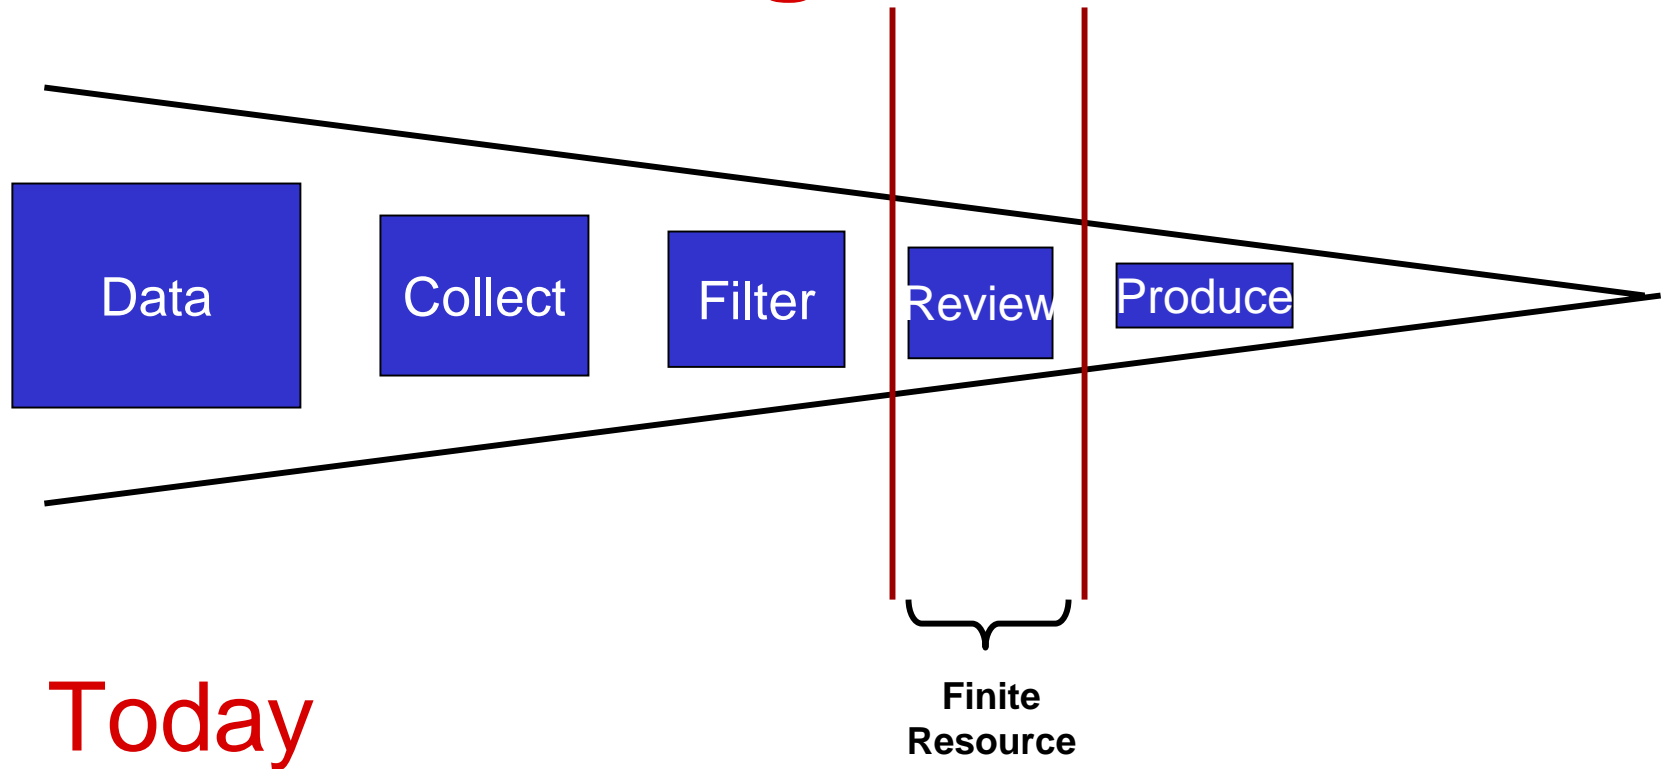 Data
Collect
Filter
Review
Produce
Finite
Resource
Today